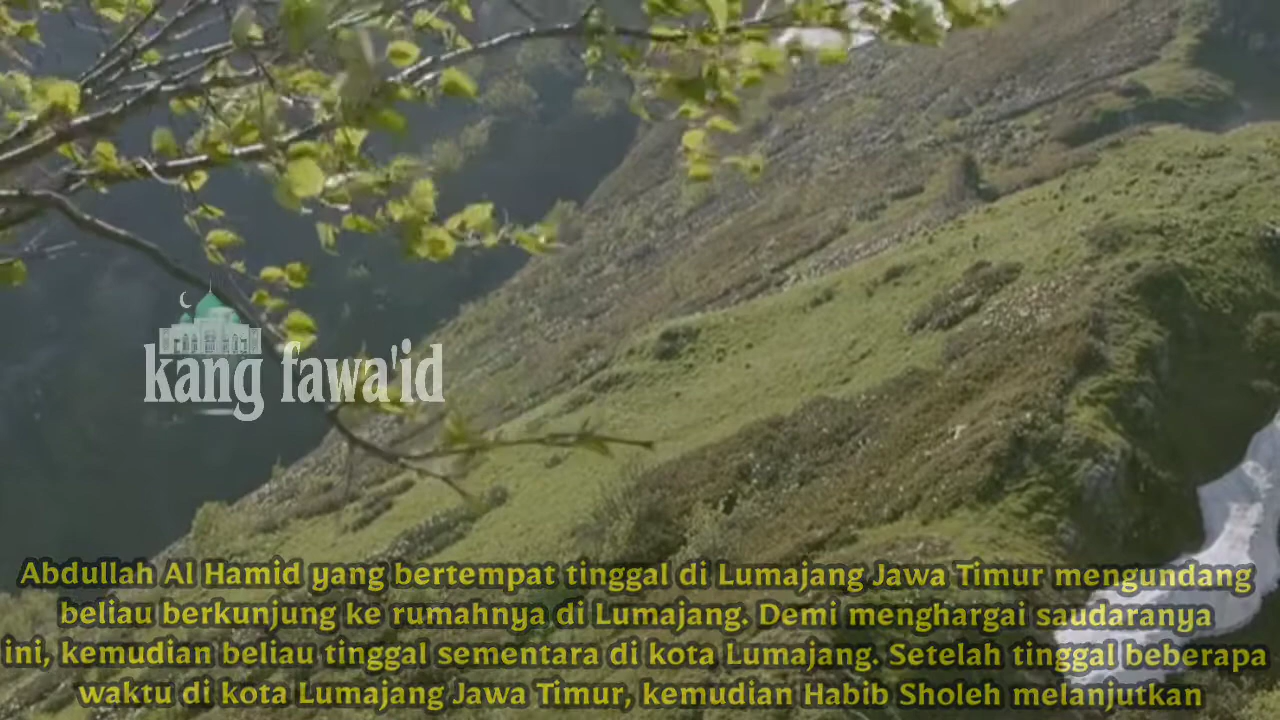 kang fawa'id
Abdullah Al Hamid yang bertempat tinggal di Lumajang Jawa Timur mengundang
beliau berkunjung ke rumahnya di Lumajang. Demi menghargai saudaranya
ini, kemudian beliau tinggal sementara di kota Lumajang. Setelah tinggal beberapa
waktu di kota Lumajang Jawa Timur, kemudian Habib Sholeh melanjutkan